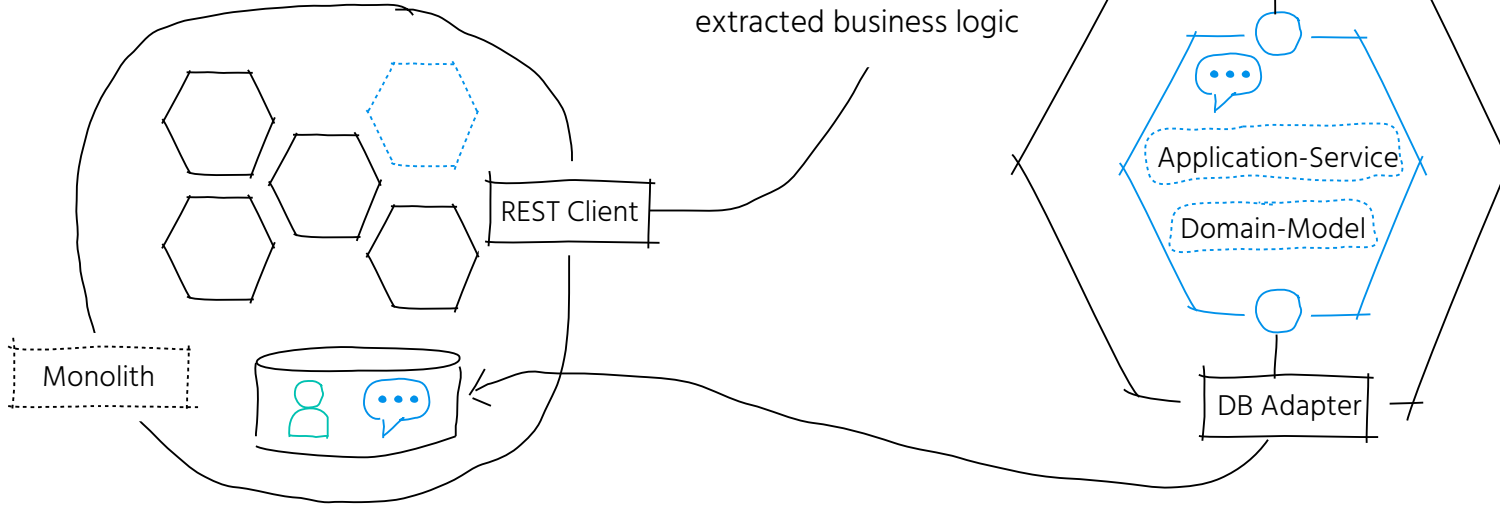 extracted business logic
Application-Service
REST Client
Domain-Model
Monolith
DB Adapter